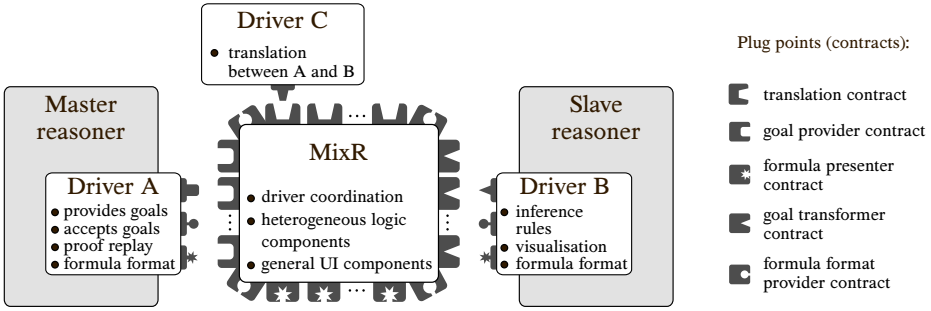 Driver C
• translation
between A and B
Master
reasoner
Driver A
• provides goals
• accepts goals
• proof replay
• formula format
...
MixR
• driver coordination
• heterogeneous logic
components
• general UI components
...
Slave
reasoner
Driver B
• inference
rules
• visualisation
• formula format
Plug points (contracts):
translation contract
goal provider contract
formula presenter
contract
goal transformer
contract
formula format
provider contract